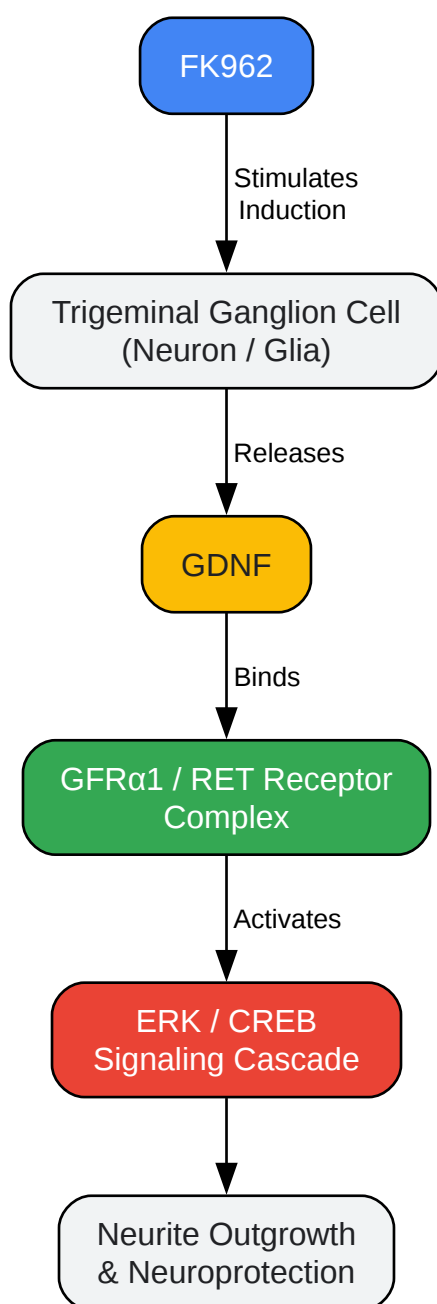 FK962
Stimulates
Induction
Trigeminal Ganglion Cell
(Neuron / Glia)
Releases
GDNF
Binds
GFRα1 / RET Receptor
Complex
Activates
ERK / CREB
Signaling Cascade
Neurite Outgrowth
& Neuroprotection